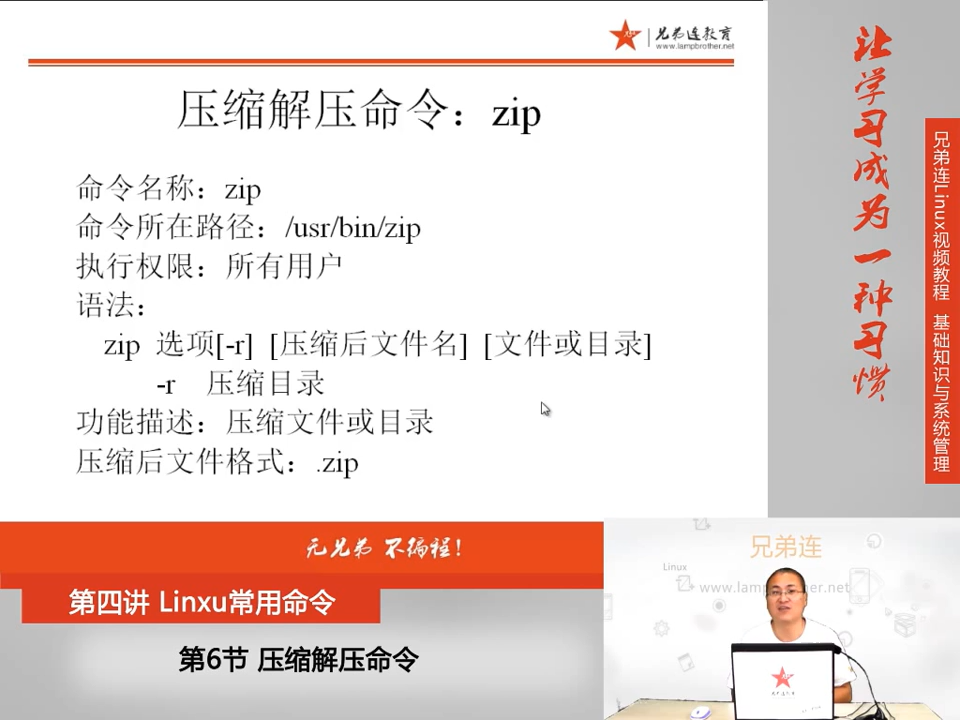 兄弟连教育
www.lampbrother.net
压缩解压命令：zip
命令名称：zip
命令所在路径：/usr/bin/zip
执行权限：所有用户
语法：
zip 选项[-r] [压缩后文件名] [文件或目录]
-r 压缩目录
功能描述：压缩文件或目录
压缩后文件格式：.zip
让学习成为一种习惯
兄弟连Linux视频教程 基础知识与系统管理
无兄弟 不编程！
第四讲 Linxu常用命令
第6节 压缩解压命令
兄弟连
Linux